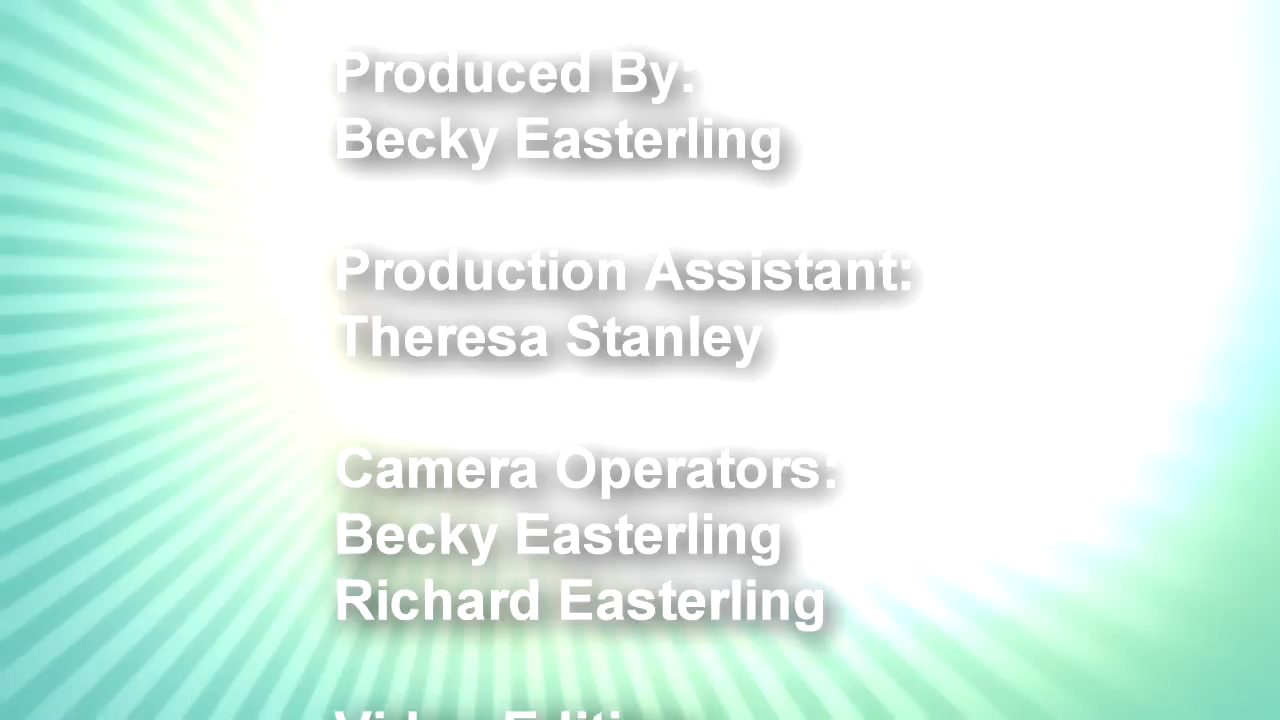 Produced By:
Becky Easterling
Production Assistant:
Theresa Stanley
Camera Operators:
Becky Easterling
Richard Easterling